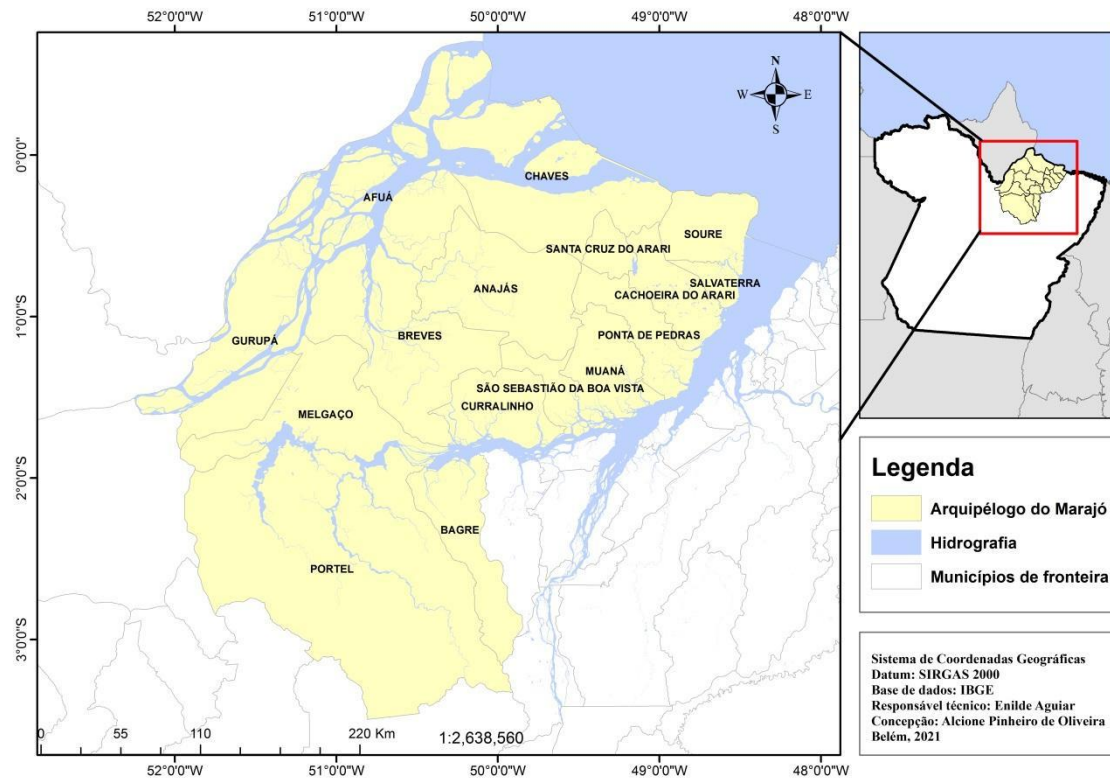 52°0'0"W 51°0'0"W 50°0'0"W 49°0'0"W 48°0'0"W
N
W E
S
0°0'0"
CHAVES
AFUÁ
SOURE
SANTA CRUZ DO ARARI
SALVATERRA
ANAJÁS
CACHOEIRA DO ARARI
1°0'0"S
GURUPÁ
BREVES
PONTA DE PEDRAS
MUANÁ
SÃO SEBASTIÃO DA BOA VISTA
MELGAÇO
CURRALINHO
2°0'0"S
BAGRE
PORTEL
3°0'0"S
0 55 110 220 Km
1:2,638,560
52°0'0"W 51°0'0"W 50°0'0"W 49°0'0"W 48°0'0"W
Legenda
Arquipélogo do Marajó
Hidrografia
Municípios de fronteira
Sistema de Coordenadas Geográficas
Datum: SIRGAS 2000
Base de dados: IBGE
Responsável técnico: Enilde Aguiar
Concepção: Alcione Pinheiro de Oliveira
Belém, 2021